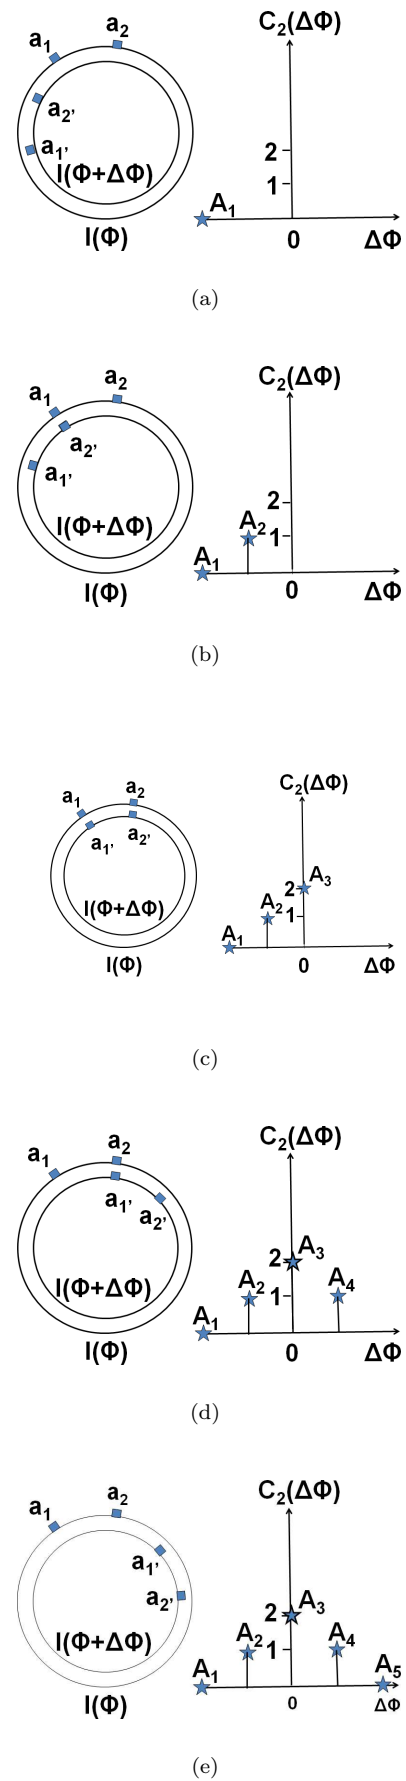 a₁ a₂ C₂(ΔΦ)
a₂'
a₁' 2
I(Φ+ΔΦ) 1
A₁
I(Φ) 0 ΔΦ
(a)
a₁ a₂ C₂(ΔΦ)
a₂'
a₁' 2
I(Φ+ΔΦ) A₂ 1
A₁
I(Φ) 0 ΔΦ
(b)
a₁ a₂ C₂(ΔΦ)
a₁' a₂'
2 A₃
I(Φ+ΔΦ) A₂ 1
A₁
I(Φ) 0 ΔΦ
(c)
a₁ a₂ C₂(ΔΦ)
a₁' a₂'
2 A₃
I(Φ+ΔΦ) A₂ 1 A₄
A₁
I(Φ) 0 ΔΦ
(d)
a₁ a₂ C₂(ΔΦ)
a₁'
a₂' 2 A₃
I(Φ+ΔΦ) A₂ 1 A₄
A₁ A₅
I(Φ) 0 ΔΦ
(e)